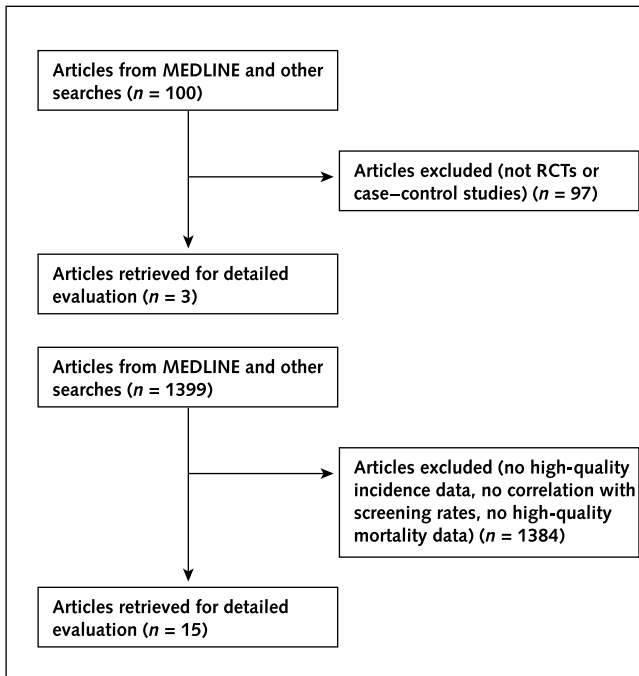 Articles from MEDLINE and other
searches (n = 100)
Articles excluded (not RCTs or
case–control studies) (n = 97)
Articles retrieved for detailed
evaluation (n = 3)
Articles from MEDLINE and other
searches (n = 1399)
Articles excluded (no high-quality
incidence data, no correlation with
screening rates, no high-quality
mortality data) (n = 1384)
Articles retrieved for detailed
evaluation (n = 15)